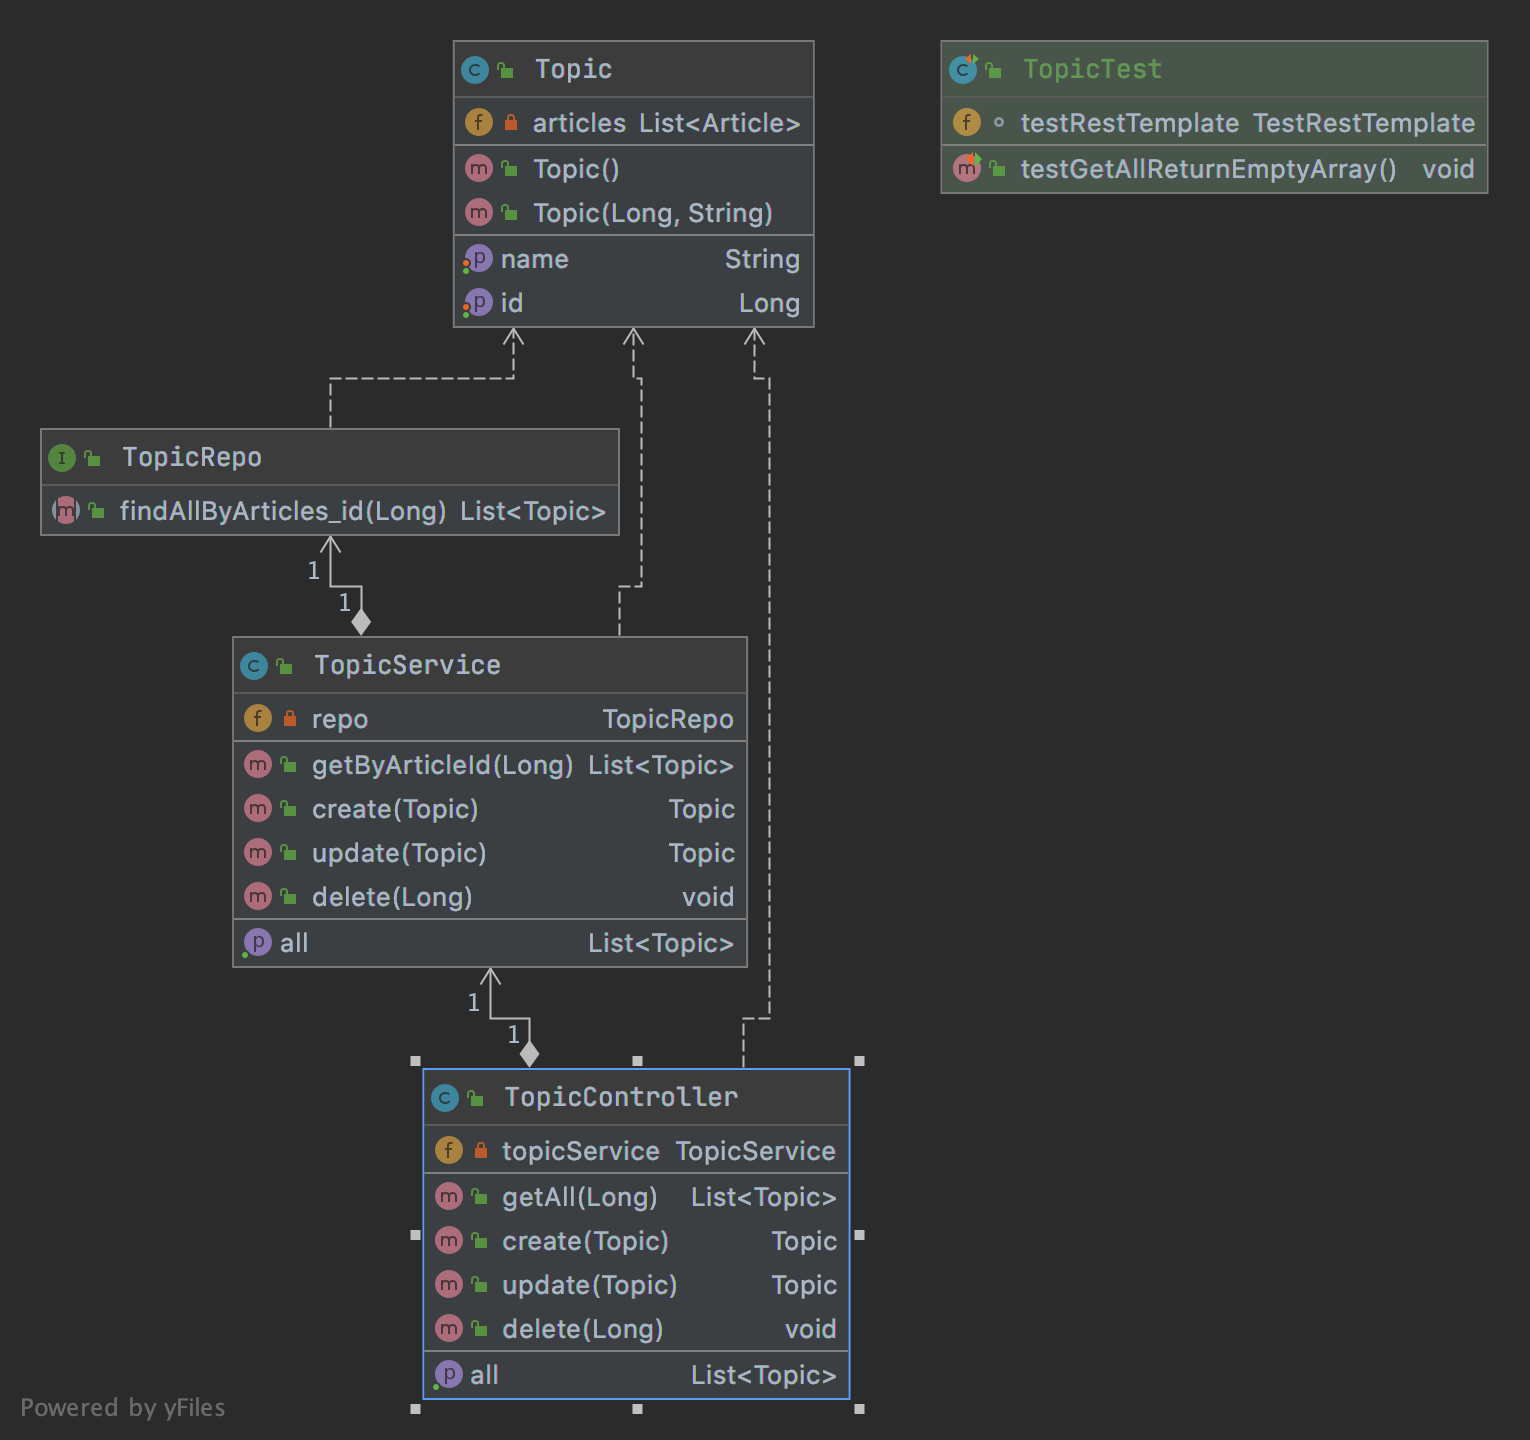 Topic
articles List<Article>
Topic()
Topic(Long, String)
name String
id Long
TopicTest
testRestTemplate TestRestTemplate
testGetAllReturnEmptyArray() void
TopicRepo
findAllByArticles_id(Long) List<Topic>
1
1
TopicService
repo TopicRepo
getByArticleId(Long) List<Topic>
create(Topic) Topic
update(Topic) Topic
delete(Long) void
all List<Topic>
1
1
TopicController
topicService TopicService
getAll(Long) List<Topic>
create(Topic) Topic
update(Topic) Topic
delete(Long) void
all List<Topic>
Powered by yFiles